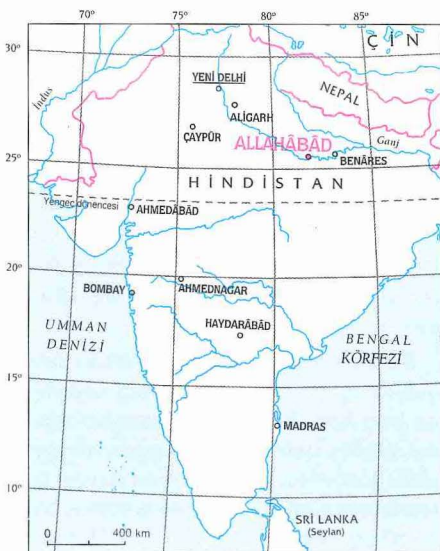 70° 75° 80° 85°
30°
ÇİN
YENİ DELHİ
NEPAL
İndus
ALİGARH
ÇAYPÛR
Ganj
ALLAHÂBÂD
BENÂRES
25°
HİNDİSTAN
Yengeç dönencesi
AHMEDÂBÂD
20°
BOMBAY
AHMEDNAGAR
UMMAN
DENİZİ
HAYDARÂBÂD
BENGAL
KÖRFEZİ
15°
MADRAS
10°
SRİ LANKA
(Seylan)
0 400 km